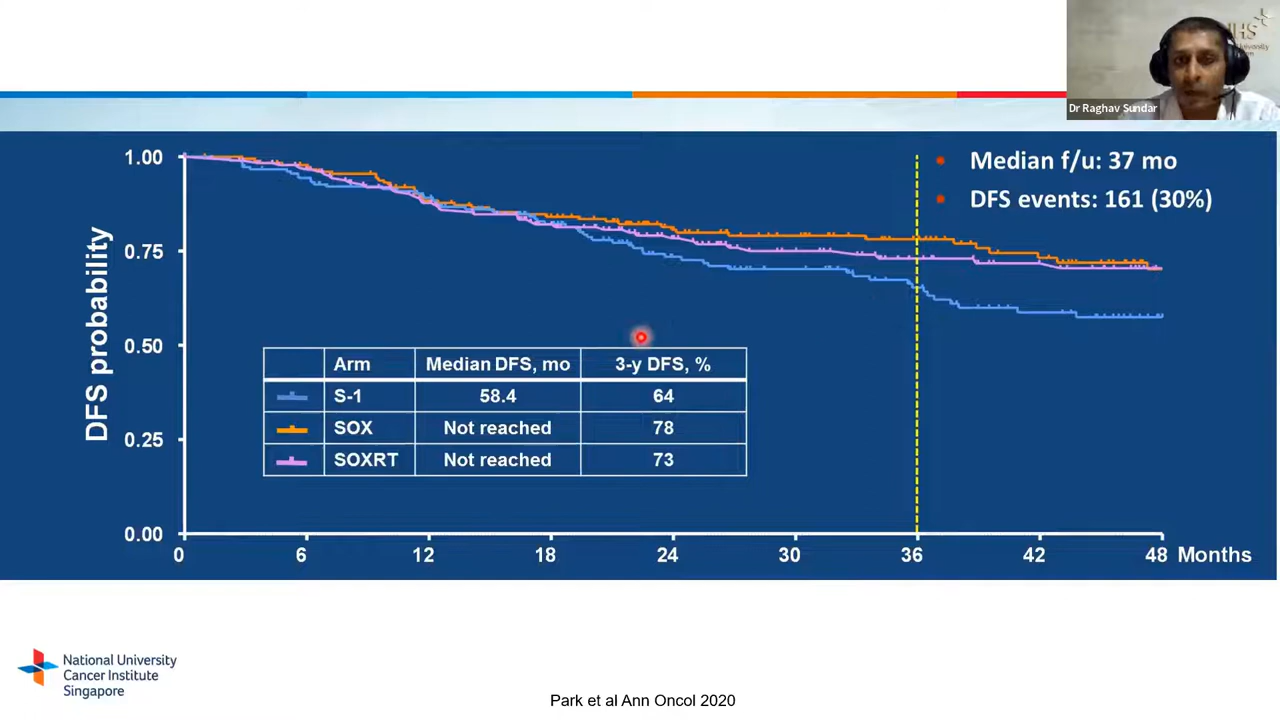 NHS
Dr Raghav Sundar
Median f/u: 37 mo
DFS events: 161 (30%)
DFS probability
1.00
0.75
0.50
0.25
0.00
Arm Median DFS, mo 3-y DFS, %
S-1 58.4 64
SOX Not reached 78
SOXRT Not reached 73
0 6 12 18 24 30 36 42 48 Months
National University
Cancer Institute
Singapore
Park et al Ann Oncol 2020